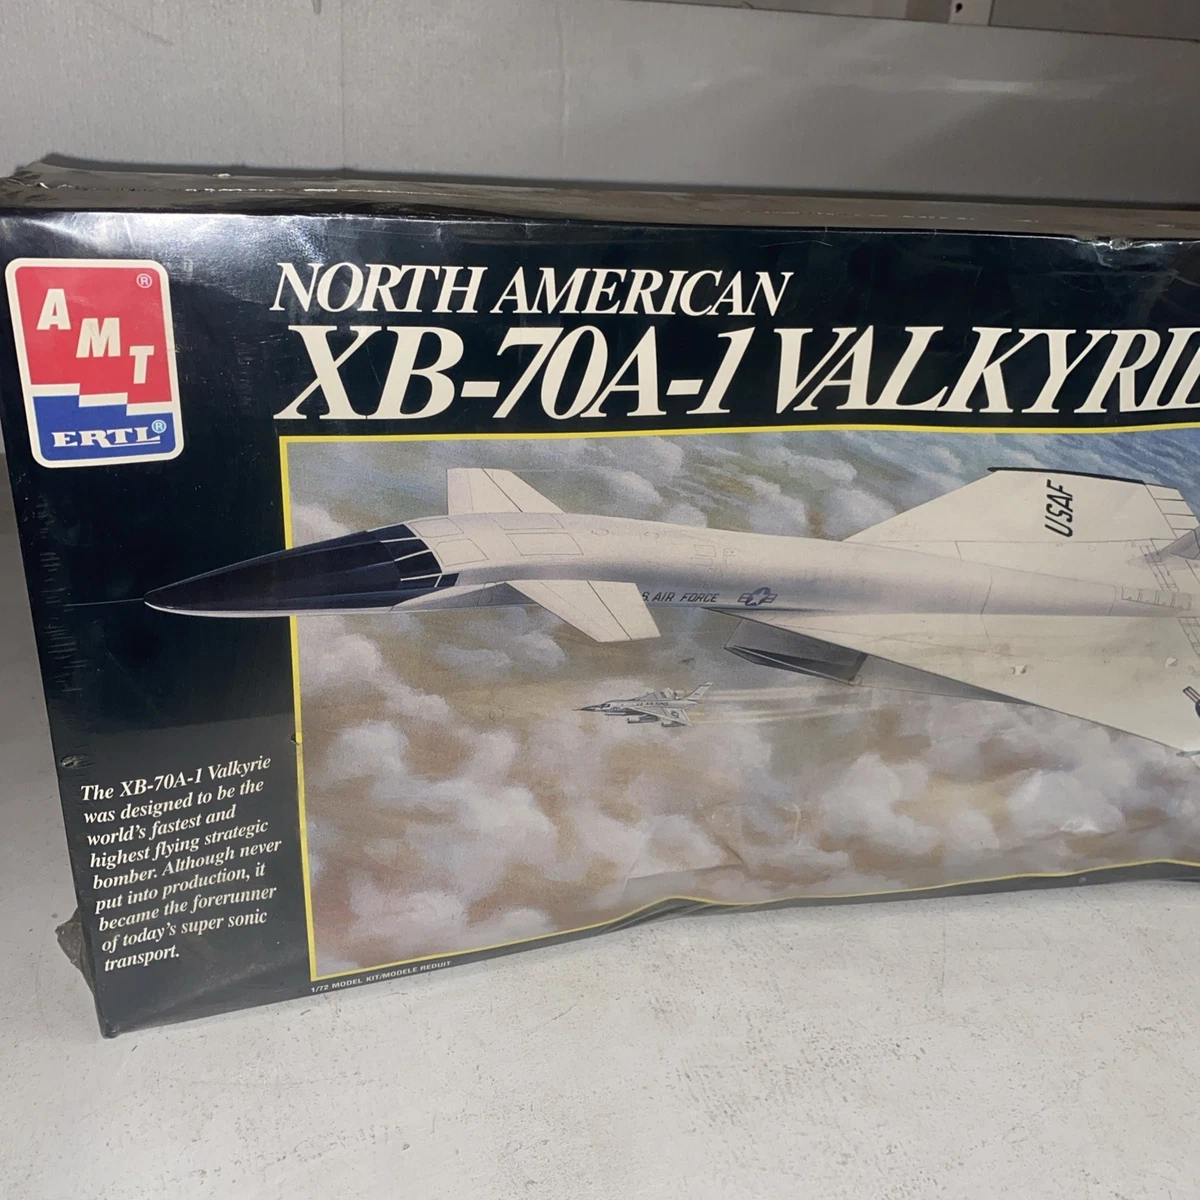 AMT®
ERTL®
NORTH AMERICAN
XB-70A-1 VALKYRIE
USAF
S. AIR FORCE
The XB-70A-1 Valkyrie
was designed to be the
world's fastest and
highest flying strategic
bomber. Although never
put into production, it
became the forerunner
of today's super sonic
transport.
1/72 MODEL KIT/MODELE REDUIT